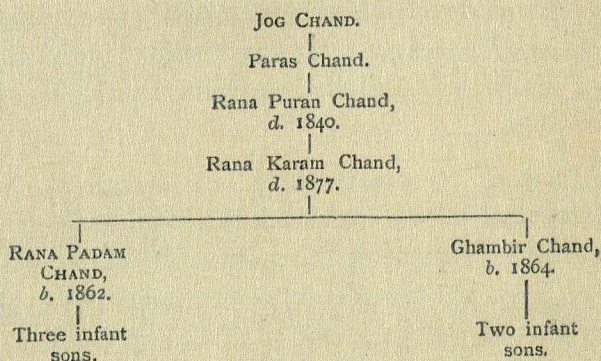 JOG CHAND.
Paras Chand.
Rana Puran Chand,
d. 1840.
Rana Karam Chand,
d. 1877.
RANA PADAM
CHAND,
b. 1862.
Three infant
sons.
Ghambir Chand,
b. 1864.
Two infant
sons.